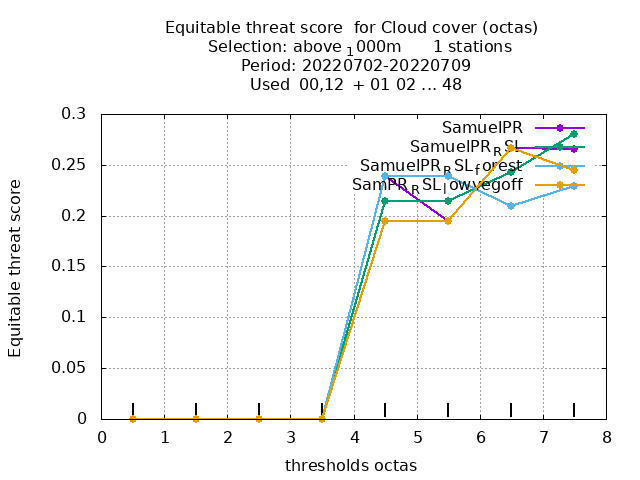 Equitable threat score for Cloud cover (octas)
Selection: above 1000m 1 stations
Period: 20220702-20220709
Used 00,12 + 01 02 ... 48
Equitable threat score
0.3
0.25
0.2
0.15
0.1
0.05
0
SamuelPR
SamuelPRRSL
SamuelPRRSLforest
SamPRRSLlowvegoff
0 1 2 3 4 5 6 7 8
thresholds octas